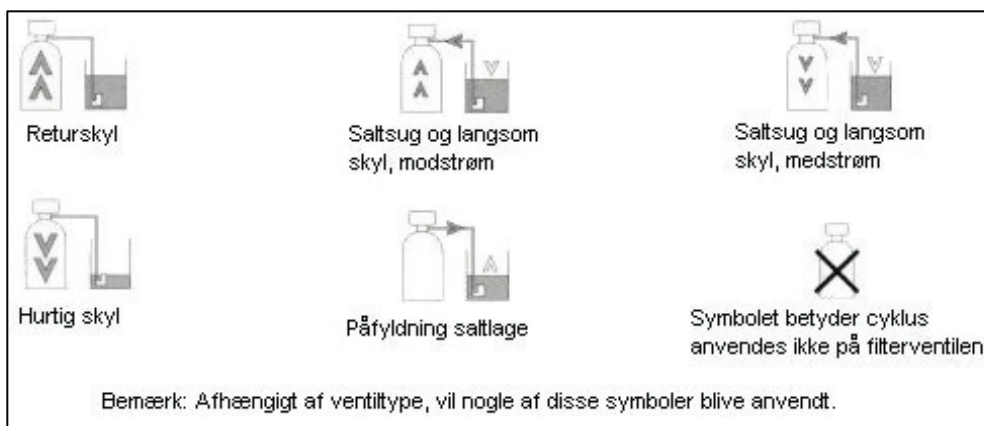 Returskyl
Saltsug og langsom
skyl, modstrøm
Saltsug og langsom
skyl, medstrøm
Hurtig skyl
Påfyldning saltlage
Symbolet betyder cyklus
anvendes ikke på filterventilen
Bemærk: Afhængigt af ventiltype, vil nogle af disse symboler blive anvendt.